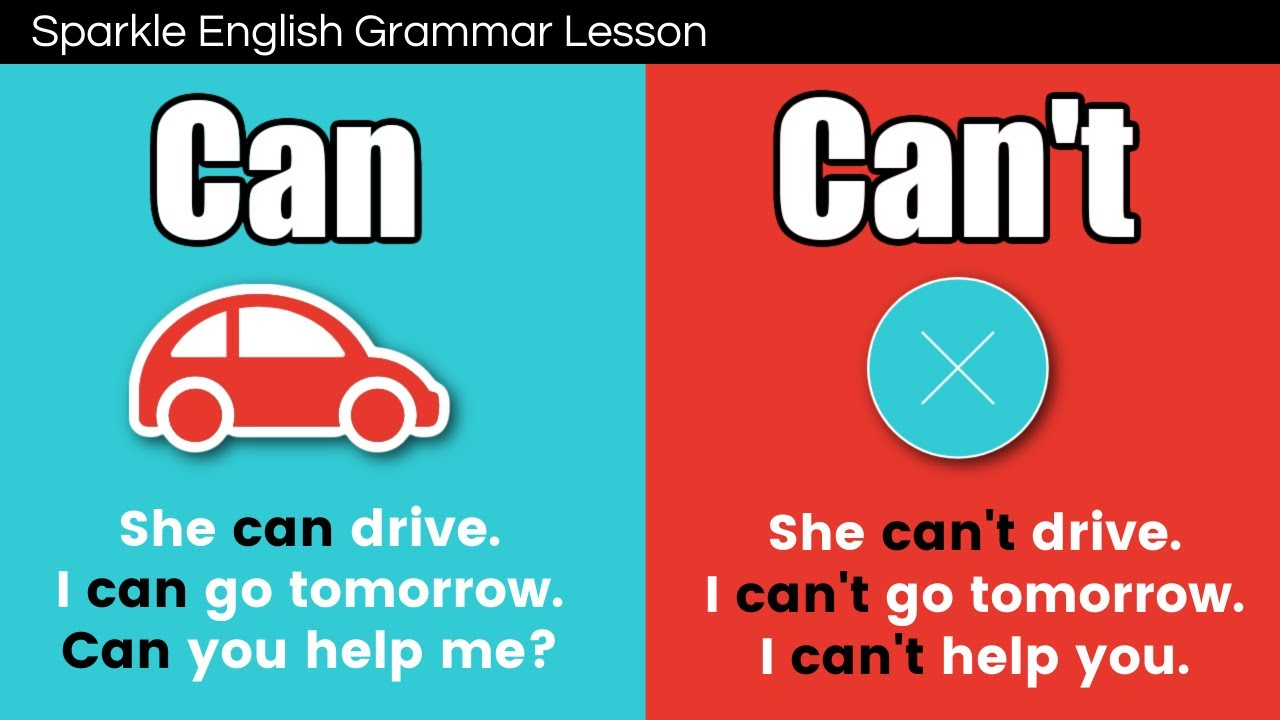 Sparkle English Grammar Lesson
Can
She can drive.
I can go tomorrow.
Can you help me?
Can't
She can't drive.
I can't go tomorrow.
I can't help you.